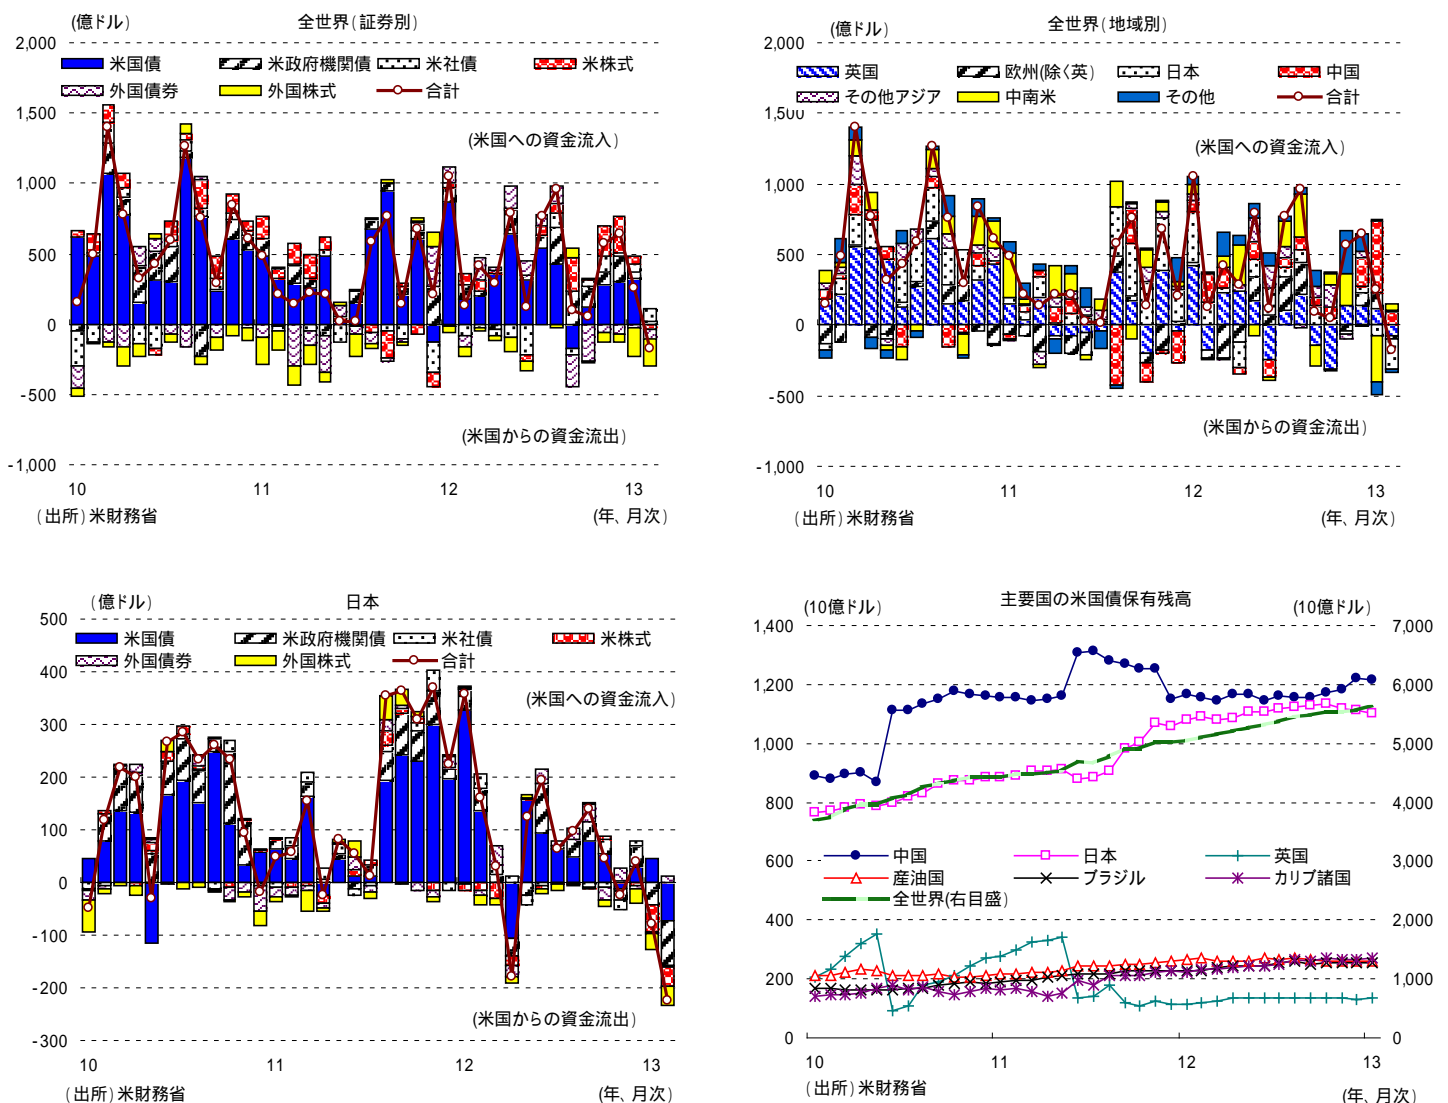 (億ドル)
全世界(証券別)
2,000
米国債
米政府機関債
米社債
米株式
外国債券
外国株式
合計
1,500
(米国への資金流入)
1,000
500
0
-500
(米国からの資金流出)
-1,000
10
11
12
13
(出所)米財務省
(年、月次)
(億ドル)
全世界(地域別)
2,000
英国
欧州(除く英)
日本
中国
その他アジア
中南米
その他
合計
1,500
(米国への資金流入)
1,000
500
0
-500
(米国からの資金流出)
-1,000
10
11
12
13
(出所)米財務省
(年、月次)
(億ドル)
日本
500
米国債
米政府機関債
米社債
米株式
外国債券
外国株式
合計
400
(米国への資金流入)
300
200
100
0
-100
-200
(米国からの資金流出)
-300
10
11
12
13
(出所)米財務省
(年、月次)
(10億ドル)
主要国の米国債保有残高
(10億ドル)
1,400
7,000
1,200
6,000
1,000
5,000
800
4,000
中国
日本
英国
600
3,000
産油国
ブラジル
カリブ諸国
全世界(右目盛)
400
2,000
200
1,000
0
0
10
11
12
13
(出所)米財務省
(年、月次)